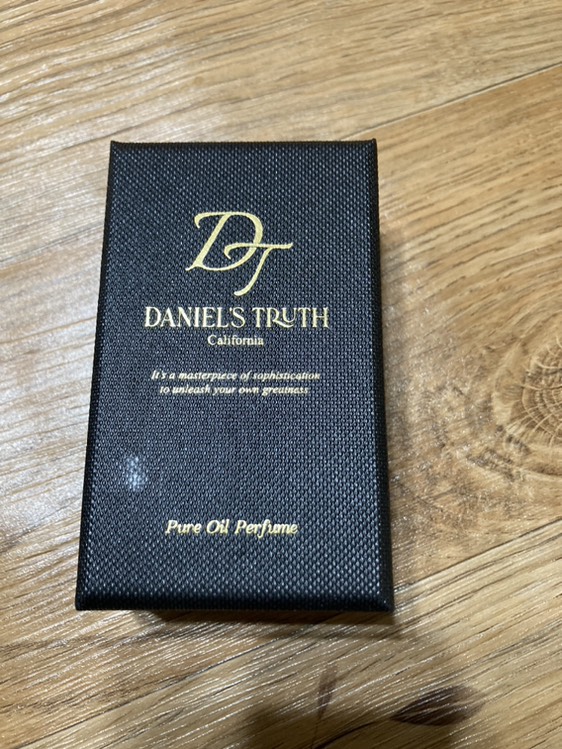 DT
DANIEL'S TRUTH
California
It's a masterpiece of sophistication
to unleash your own greatness
Pure Oil Perfume